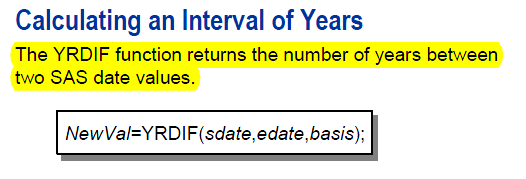 Calculating an Interval of Years
The YRDIF function returns the number of years between
two SAS date values.
NewVal=YRDIF(sdate,edate,basis);